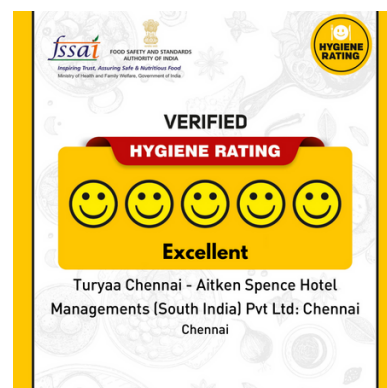 fssai
FOOD SAFETY AND STANDARDS
AUTHORITY OF INDIA
Inspiring Trust, Assuring Safe & Nutritious Food
Ministry of Health and Family Welfare, Government of India
HYGIENE
RATING
VERIFIED
HYGIENE RATING
Excellent
Turyaa Chennai - Aitken Spence Hotel
Managements (South India) Pvt Ltd: Chennai
Chennai